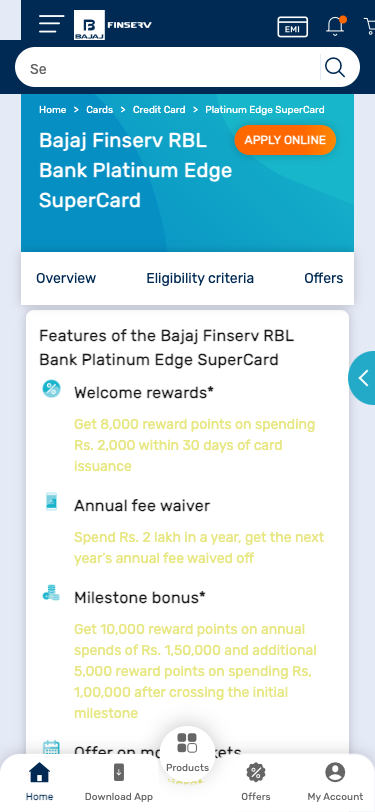 BAJAJ FINSERV
EMI
Se
Home > Cards > Credit Card > Platinum Edge SuperCard
Bajaj Finserv RBL
Bank Platinum Edge
SuperCard
APPLY ONLINE
Overview Eligibility criteria Offers
Features of the Bajaj Finserv RBL
Bank Platinum Edge SuperCard
Welcome rewards*
Get 8,000 reward points on spending
Rs. 2,000 within 30 days of card
issuance
Annual fee waiver
Spend Rs. 2 lakh in a year, get the next
year's annual fee waived off
Milestone bonus*
Get 10,000 reward points on annual
spends of Rs. 1,50,000 and additional
5,000 reward points on spending Rs,
1,00,000 after crossing the initial
milestone
Offer on
Products
Home Download App Offers My Account